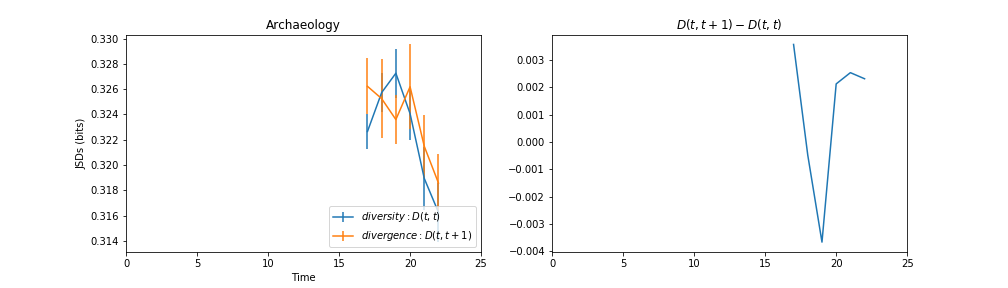 Archaeology
JSDs (bits)
0.330
0.328
0.326
0.324
0.322
0.320
0.318
0.316
0.314
0 5 10 15 20 25
Time
diversity : D(t, t)
divergence : D(t, t + 1)
D(t, t + 1) − D(t, t)
0.003
0.002
0.001
0.000
−0.001
−0.002
−0.003
−0.004
0 5 10 15 20 25